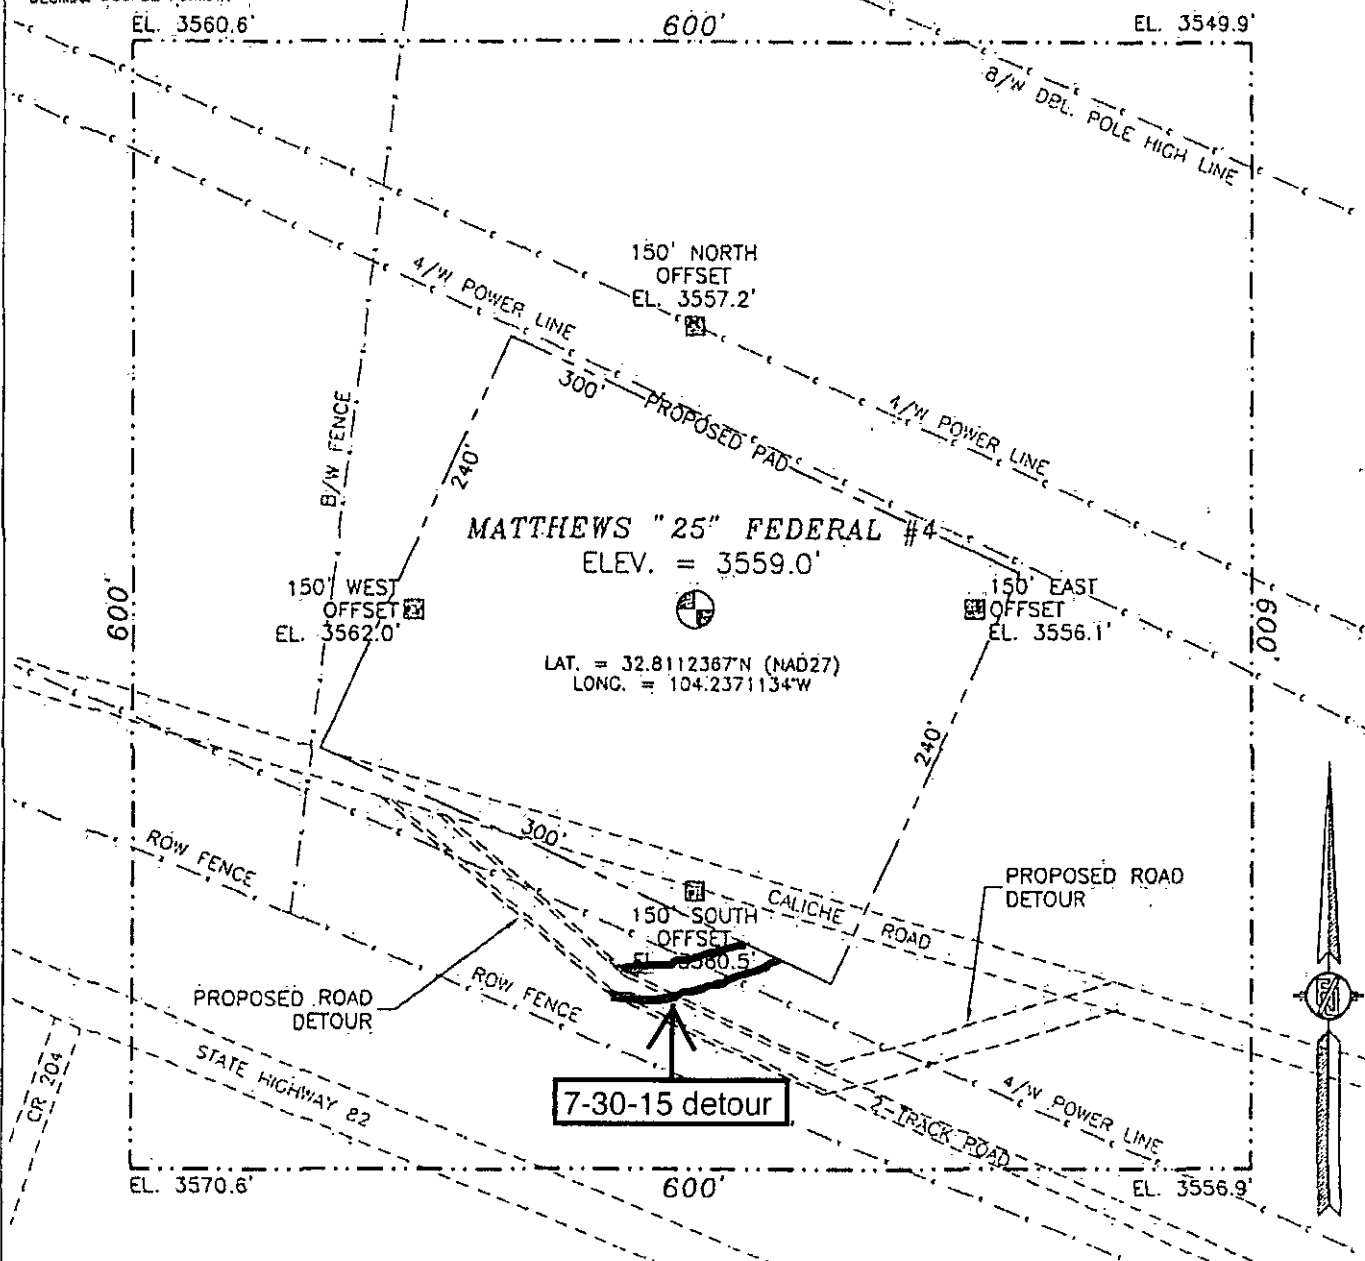 EL. 3560.6'
600'
EL. 3549.9'
8/W DBL. POLE HIGH LINE
150' NORTH
OFFSET
EL. 3557.2'
4/W POWER LINE
300'
PROPOSED PAD
4/W POWER LINE
B/W FENCE
240'
MATTHEWS "25" FEDERAL #4
ELEV. = 3559.0'
150' WEST
OFFSET
EL. 3562.0'
150' EAST
OFFSET
EL. 3556.1'
600'
600'
LAT. = 32.8112367°N (NAD27)
LONG. = 104.2371134°W
240'
300'
ROW FENCE
PROPOSED ROAD
DETOUR
CALICHE ROAD
150' SOUTH
OFFSET
EL. 3560.5'
ROW FENCE
PROPOSED ROAD
DETOUR
STATE HIGHWAY 82
CR 204
7-30-15 detour
4/W POWER LINE
2-TRACK ROAD
EL. 3570.6'
600'
EL. 3556.9'